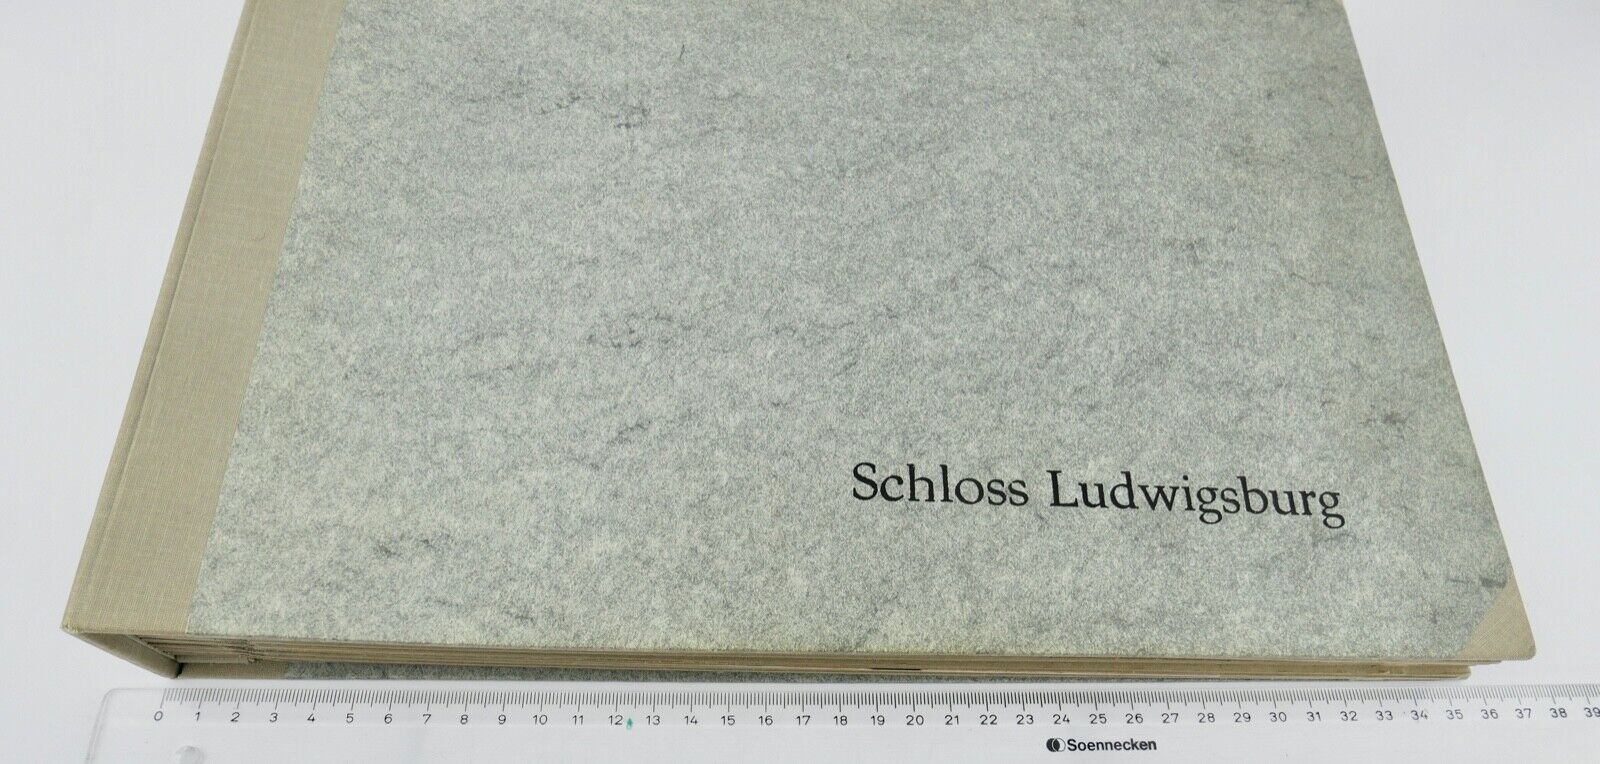 Schloss Ludwigsburg
0 1 2 3 4 5 6 7 8 9 10 11 12 13 14 15 16 17 18 19 20 21 22 23 24 25 26 27 28 29 30 31 32 33 34 35 36 37 38 39
Soennecken